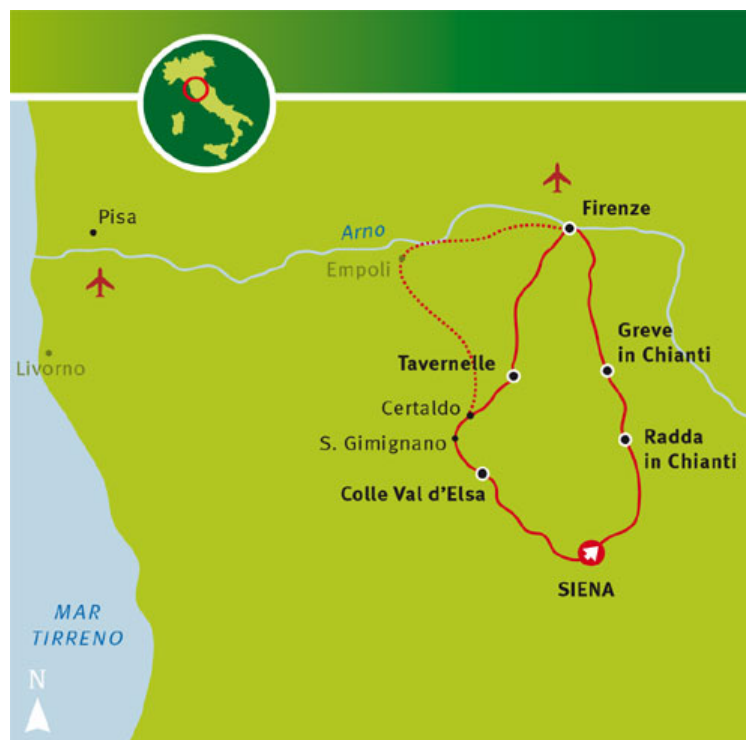 Pisa
Arno
Firenze
Empoli
Livorno
Greve
in Chianti
Tavernelle
Certaldo
S. Gimignano
Radda
in Chianti
Colle Val d'Elsa
SIENA
MAR
TIRRENO
N